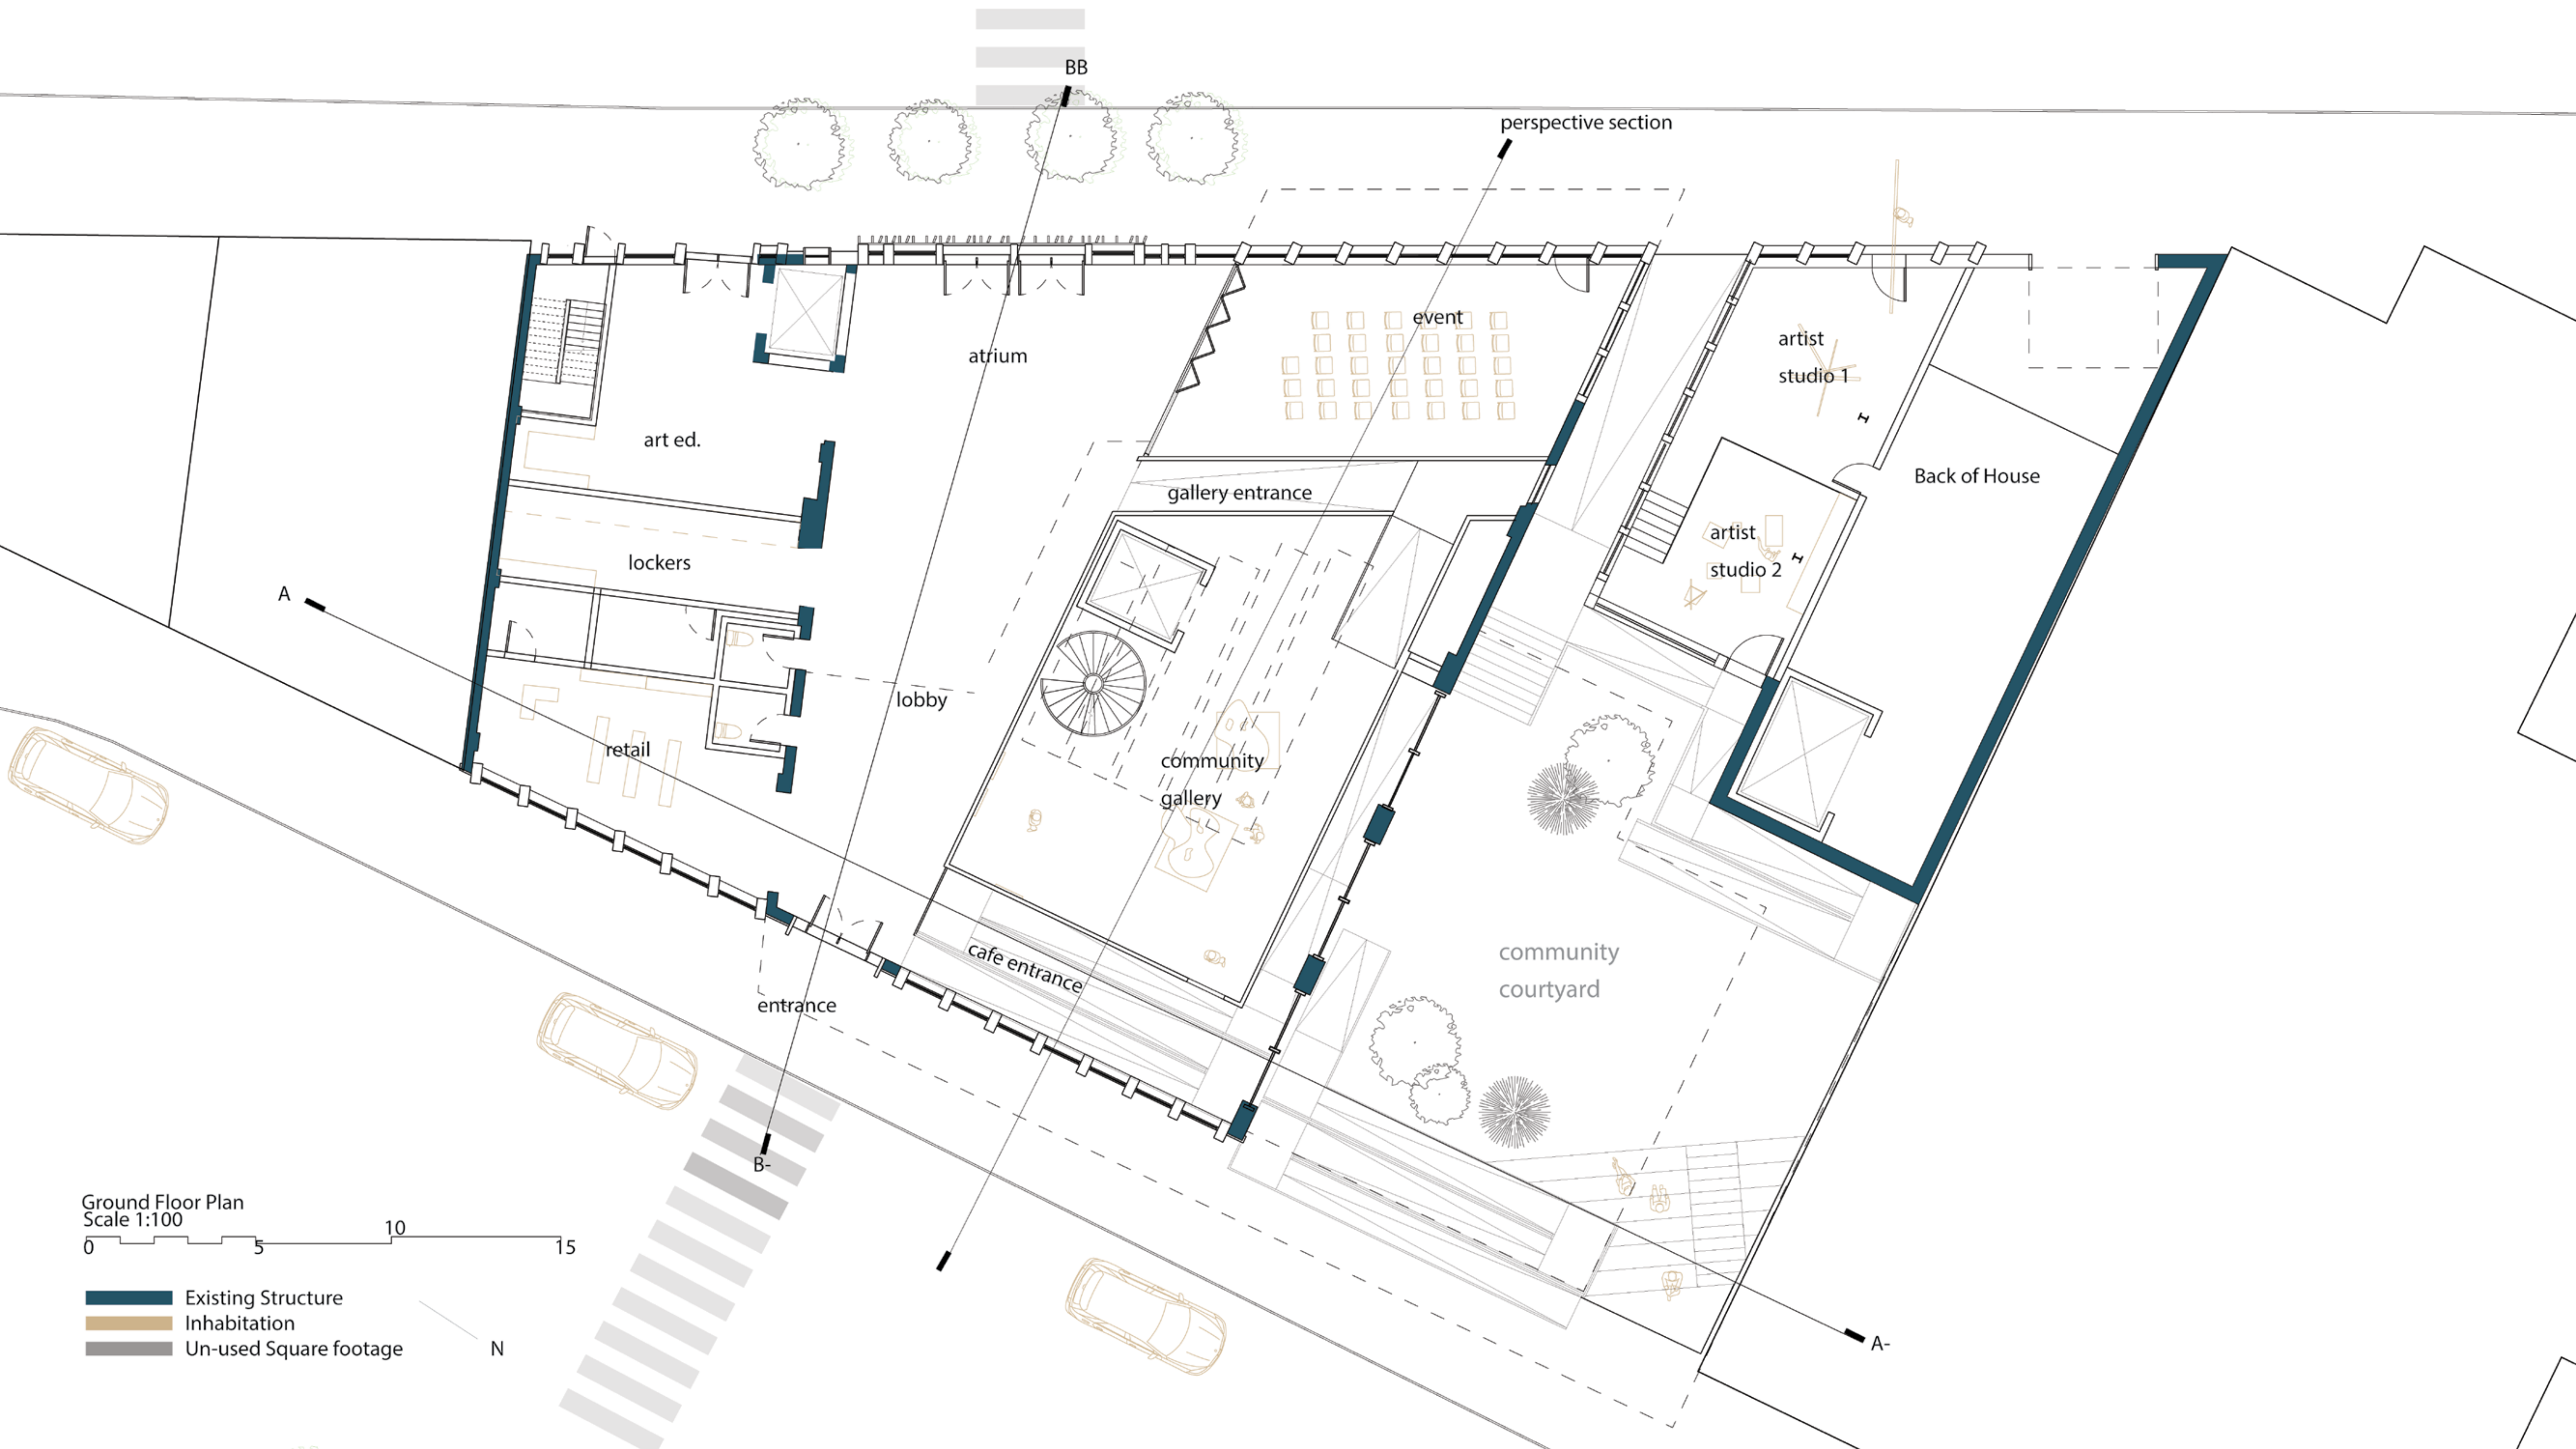 BB
perspective section
event
atrium
artist
studio 1
art ed.
Back of House
gallery entrance
artist
studio 2
lockers
A
lobby
retail
community
gallery
community
courtyard
cafe entrance
entrance
B-
A-
Ground Floor Plan
Scale 1:100
0 5 10 15
Existing Structure
Inhabitation
Un-used Square footage
N